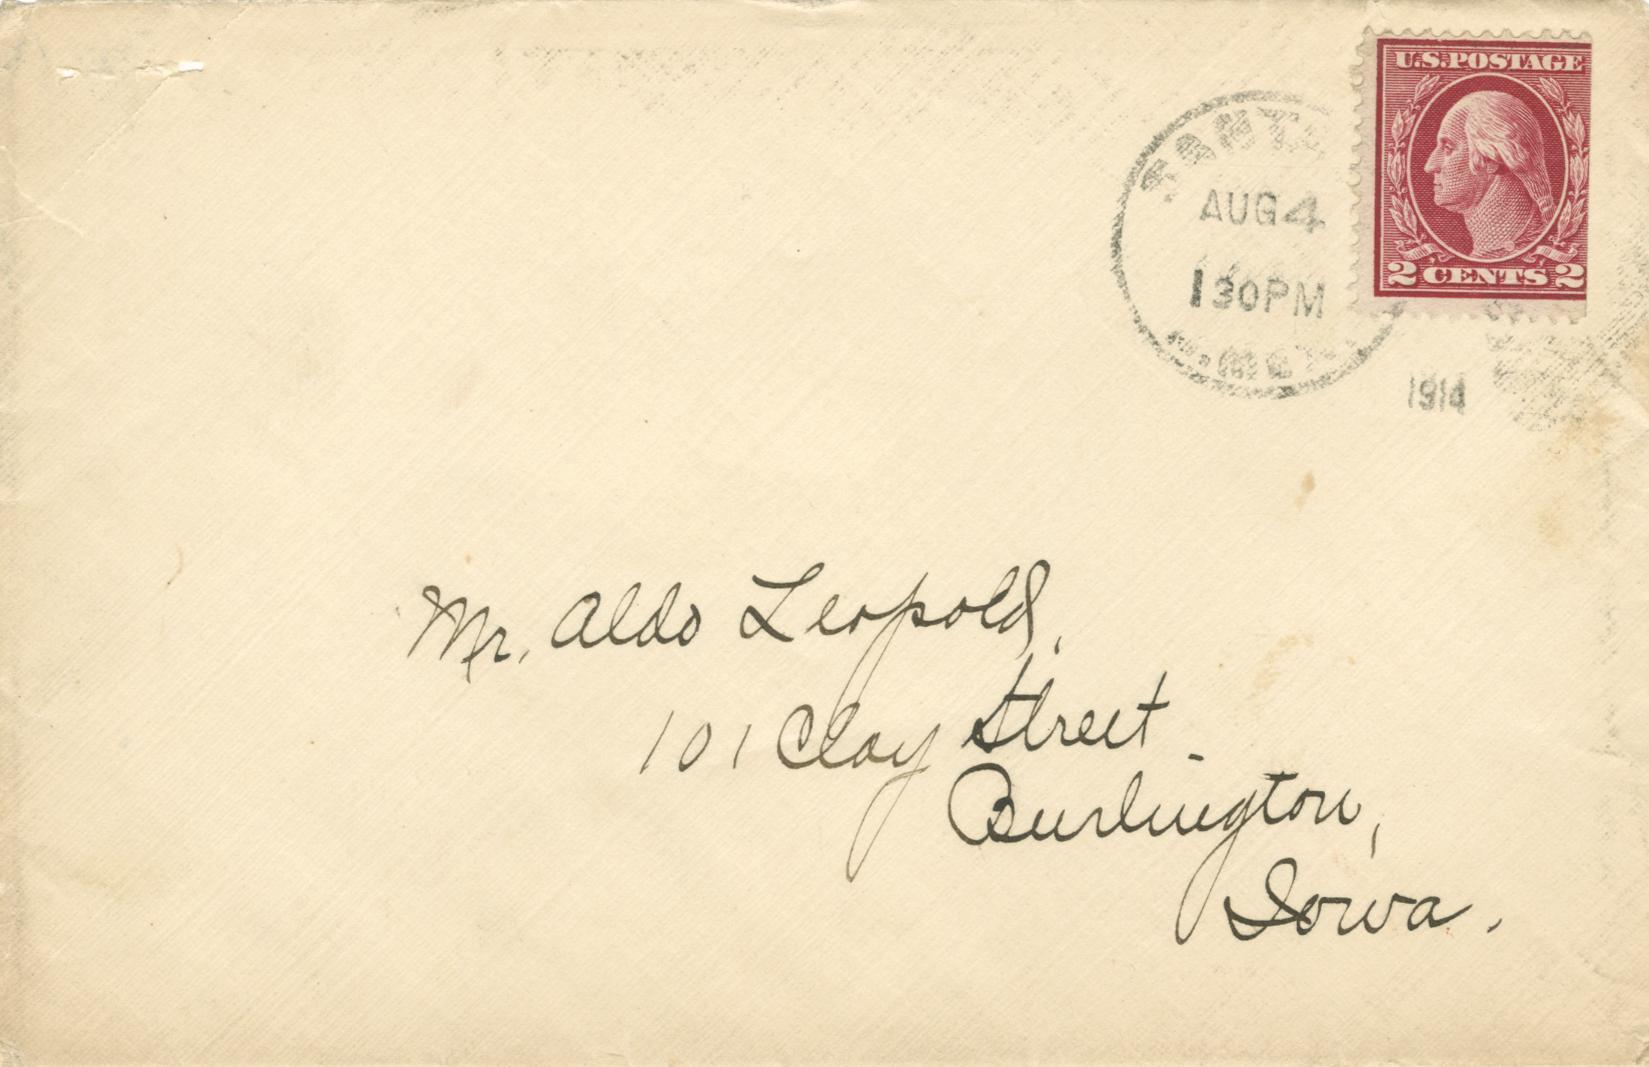 U.S. POSTAGE
2 CENTS 2
AUG 4
1 30 PM
1914
Mr. Aldo Leopold,
101 Clay Street
Burlington,
Iowa.